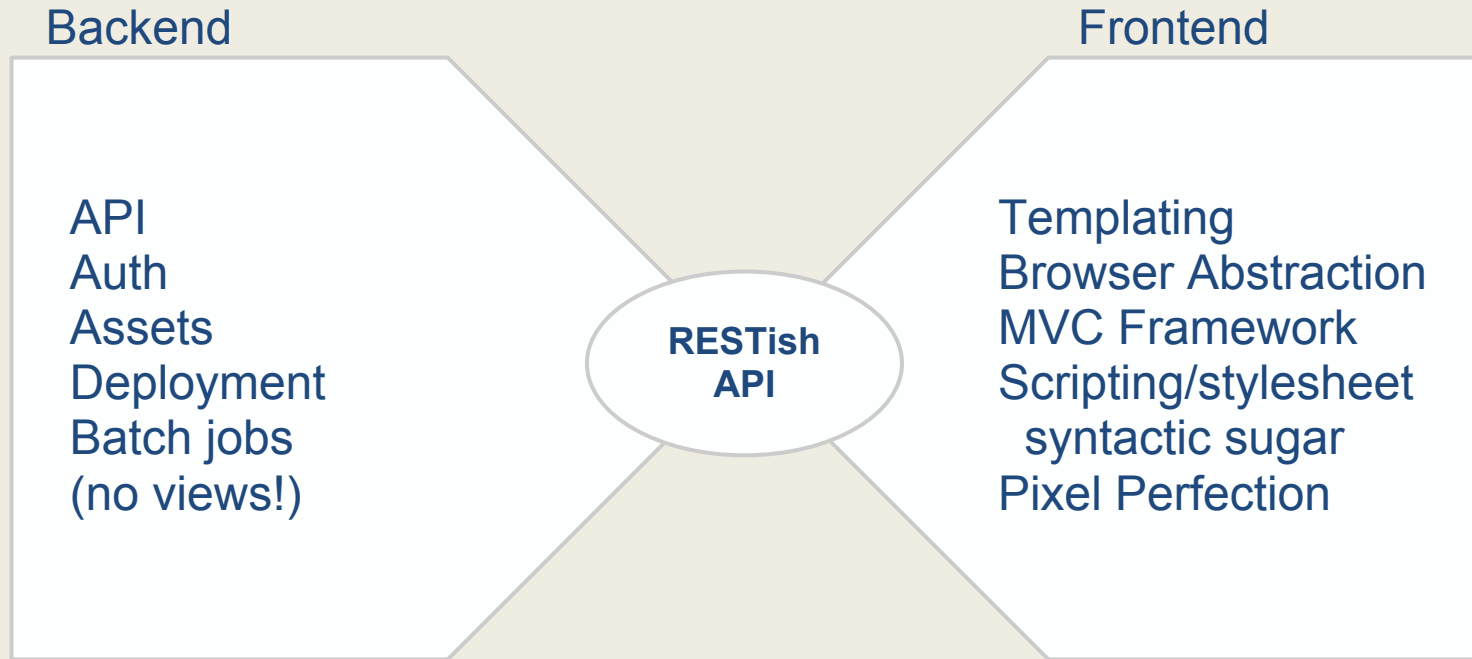 Backend
API
Auth
Assets
Deployment
Batch jobs
(no views!)
RESTish
API
Frontend
Templating
Browser Abstraction
MVC Framework
Scripting/stylesheet
syntactic sugar
Pixel Perfection